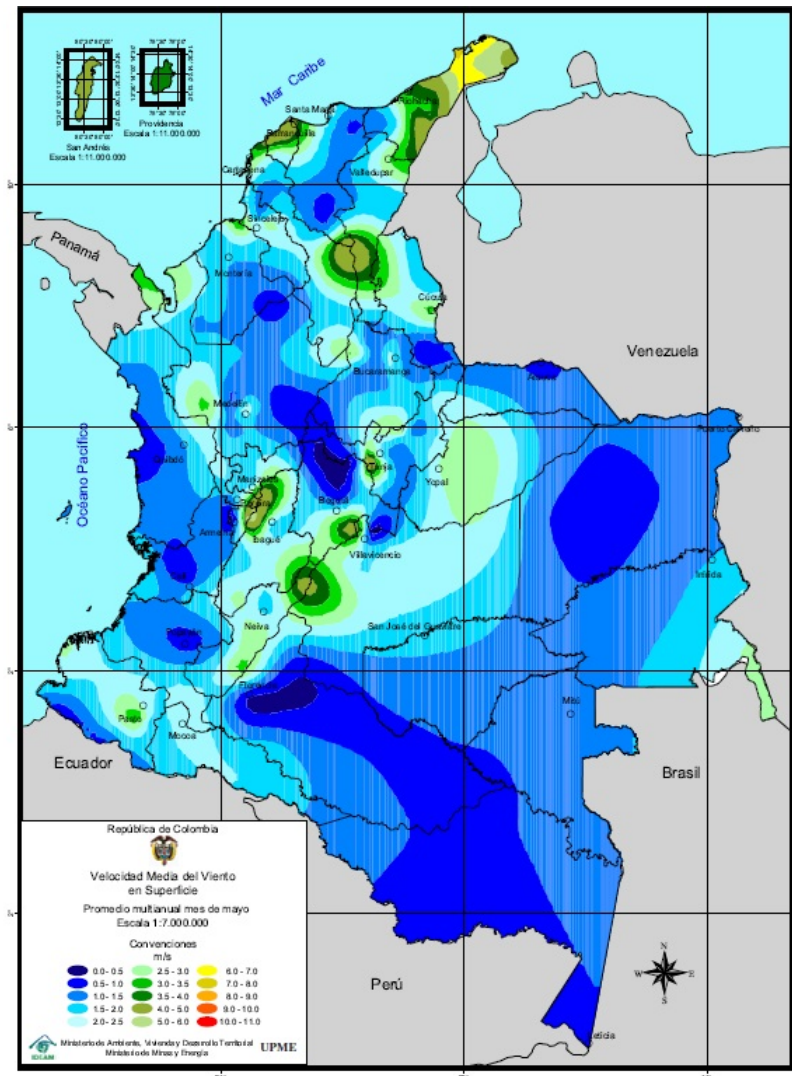 Mar Caribe
San Andrés
Escala 1:11.000.000
Providencia
Escala 1:11.000.000
Santa Marta
Riohacha
Barranquilla
Cartagena
Valledupar
Sincelejo
Panamá
Montería
Cúcuta
Venezuela
Bucaramanga
Arauca
Medellín
Puerto Carreño
Océano Pacífico
Quibdó
Tunja
Yopal
Manizales
Pereira
Bogotá
Armenia
Ibagué
Villavicencio
Inírida
Cali
Neiva
San José del Guaviare
Popayán
Florencia
Mitú
Pasto
Mocoa
Ecuador
Brasil
República de Colombia
Velocidad Media del Viento
en Superficie
Promedio multianual mes de mayo
Escala 1:7.000.000
Convenciones
m/s
0.0 - 0.5 2.5 - 3.0 6.0 - 7.0
0.5 - 1.0 3.0 - 3.5 7.0 - 8.0
1.0 - 1.5 3.5 - 4.0 8.0 - 9.0
1.5 - 2.0 4.0 - 5.0 9.0 - 10.0
2.0 - 2.5 5.0 - 6.0 10.0 - 11.0
IDEAM
Ministerio de Ambiente, Vivienda y Desarrollo Territorial
Ministerio de Minas y Energía
UPME
Perú
N
W E
S
Leticia